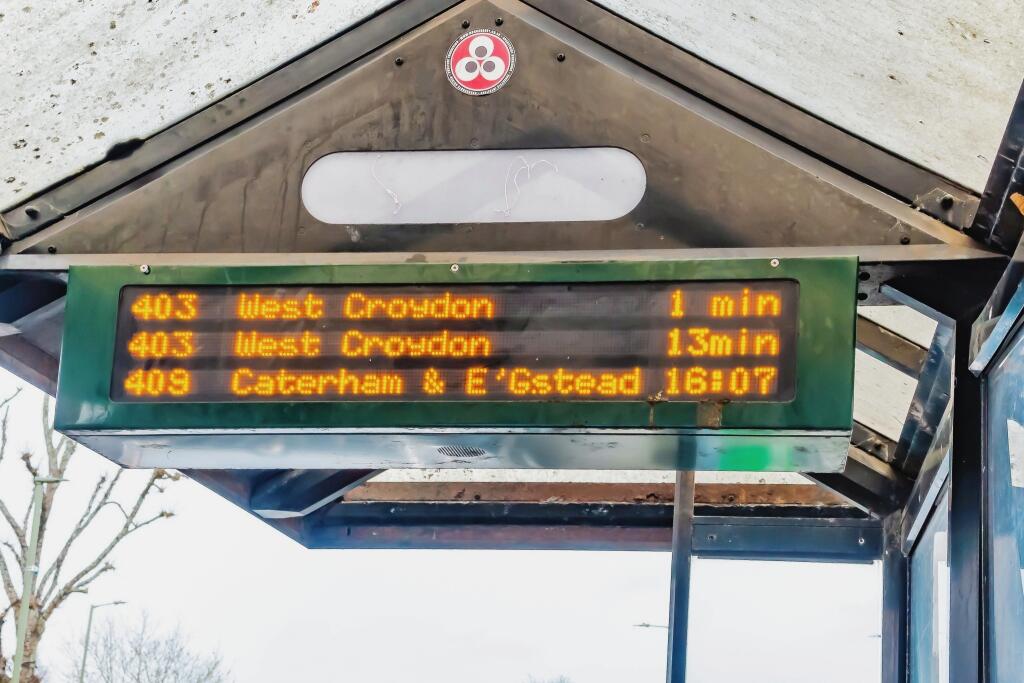 403 West Croydon 1 min
403 West Croydon 13min
409 Caterham & E'Gstead 16:07